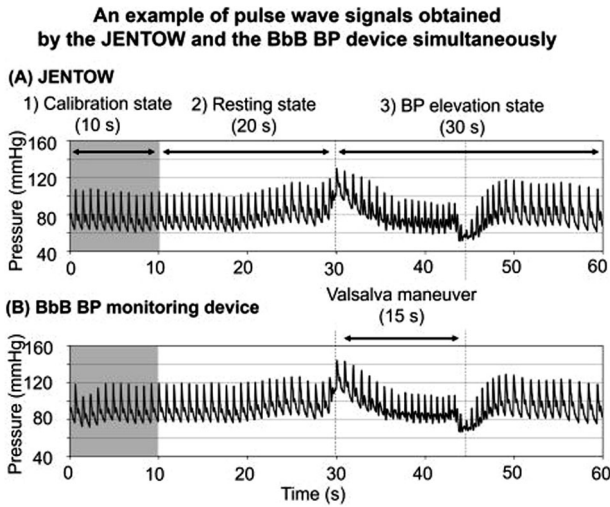 An example of pulse wave signals obtained
by the JENTOW and the BbB BP device simultaneously
(A) JENTOW
1) Calibration state
(10 s)
2) Resting state
(20 s)
3) BP elevation state
(30 s)
Pressure (mmHg)
160
120
80
40
0 10 20 30 40 50 60
Valsalva maneuver
(15 s)
(B) BbB BP monitoring device
Pressure (mmHg)
160
120
80
40
0 10 20 30 40 50 60
Time (s)